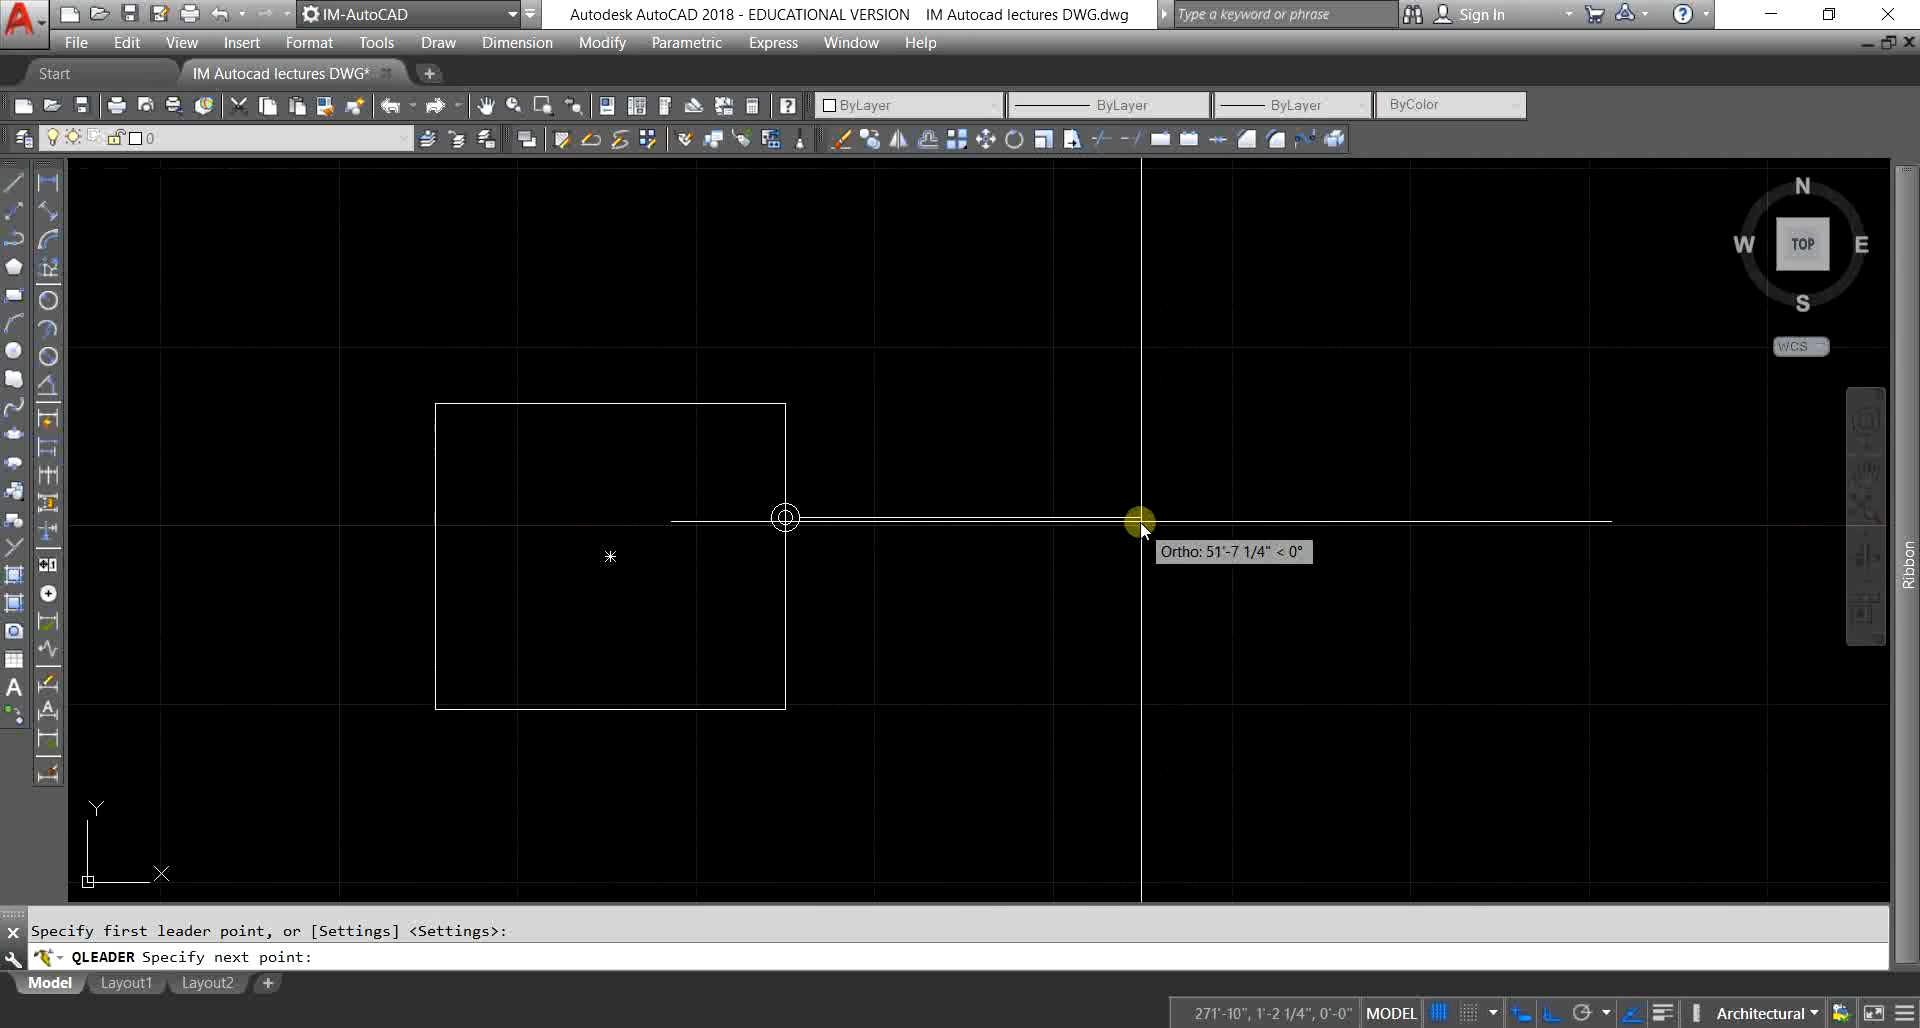 IM-AutoCAD Autodesk AutoCAD 2018 - EDUCATIONAL VERSION IM Autocad lectures DWG.dwg Type a keyword or phrase Sign In
File Edit View Insert Format Tools Draw Dimension Modify Parametric Express Window Help
Start IM Autocad lectures DWG*
ByLayer ByLayer ByLayer ByColor
0
N
W TOP E
S
WCS
Ortho: 51'-7 1/4" < 0°
Ribbon
Y
X
Specify first leader point, or [Settings] <Settings>:
QLEADER Specify next point:
Model Layout1 Layout2
271'-10", 1'-2 1/4", 0'-0" MODEL Architectural